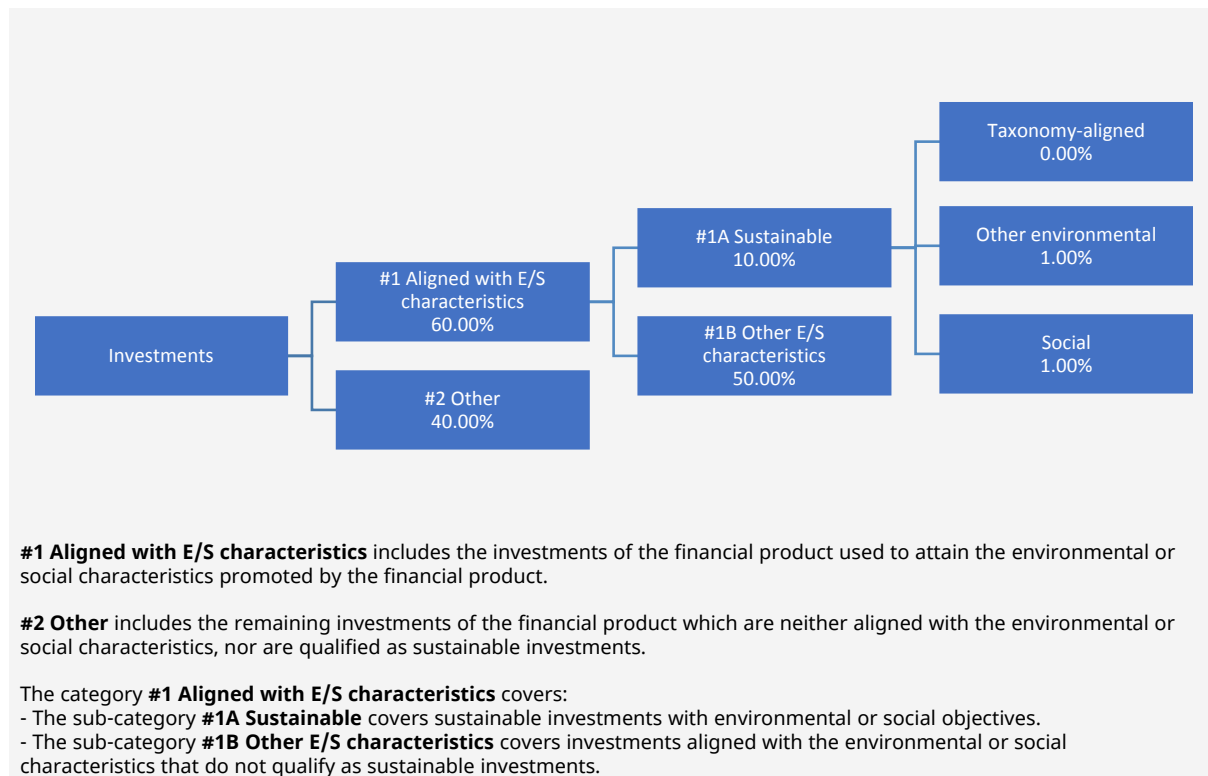 Investments
#1 Aligned with E/S
characteristics
60.00%
#2 Other
40.00%
#1A Sustainable
10.00%
#1B Other E/S
characteristics
50.00%
Taxonomy-aligned
0.00%
Other environmental
1.00%
Social
1.00%
#1 Aligned with E/S characteristics includes the investments of the financial product used to attain the environmental or
social characteristics promoted by the financial product.
#2 Other includes the remaining investments of the financial product which are neither aligned with the environmental or
social characteristics, nor are qualified as sustainable investments.
The category #1 Aligned with E/S characteristics covers:
- The sub-category #1A Sustainable covers sustainable investments with environmental or social objectives.
- The sub-category #1B Other E/S characteristics covers investments aligned with the environmental or social
characteristics that do not qualify as sustainable investments.